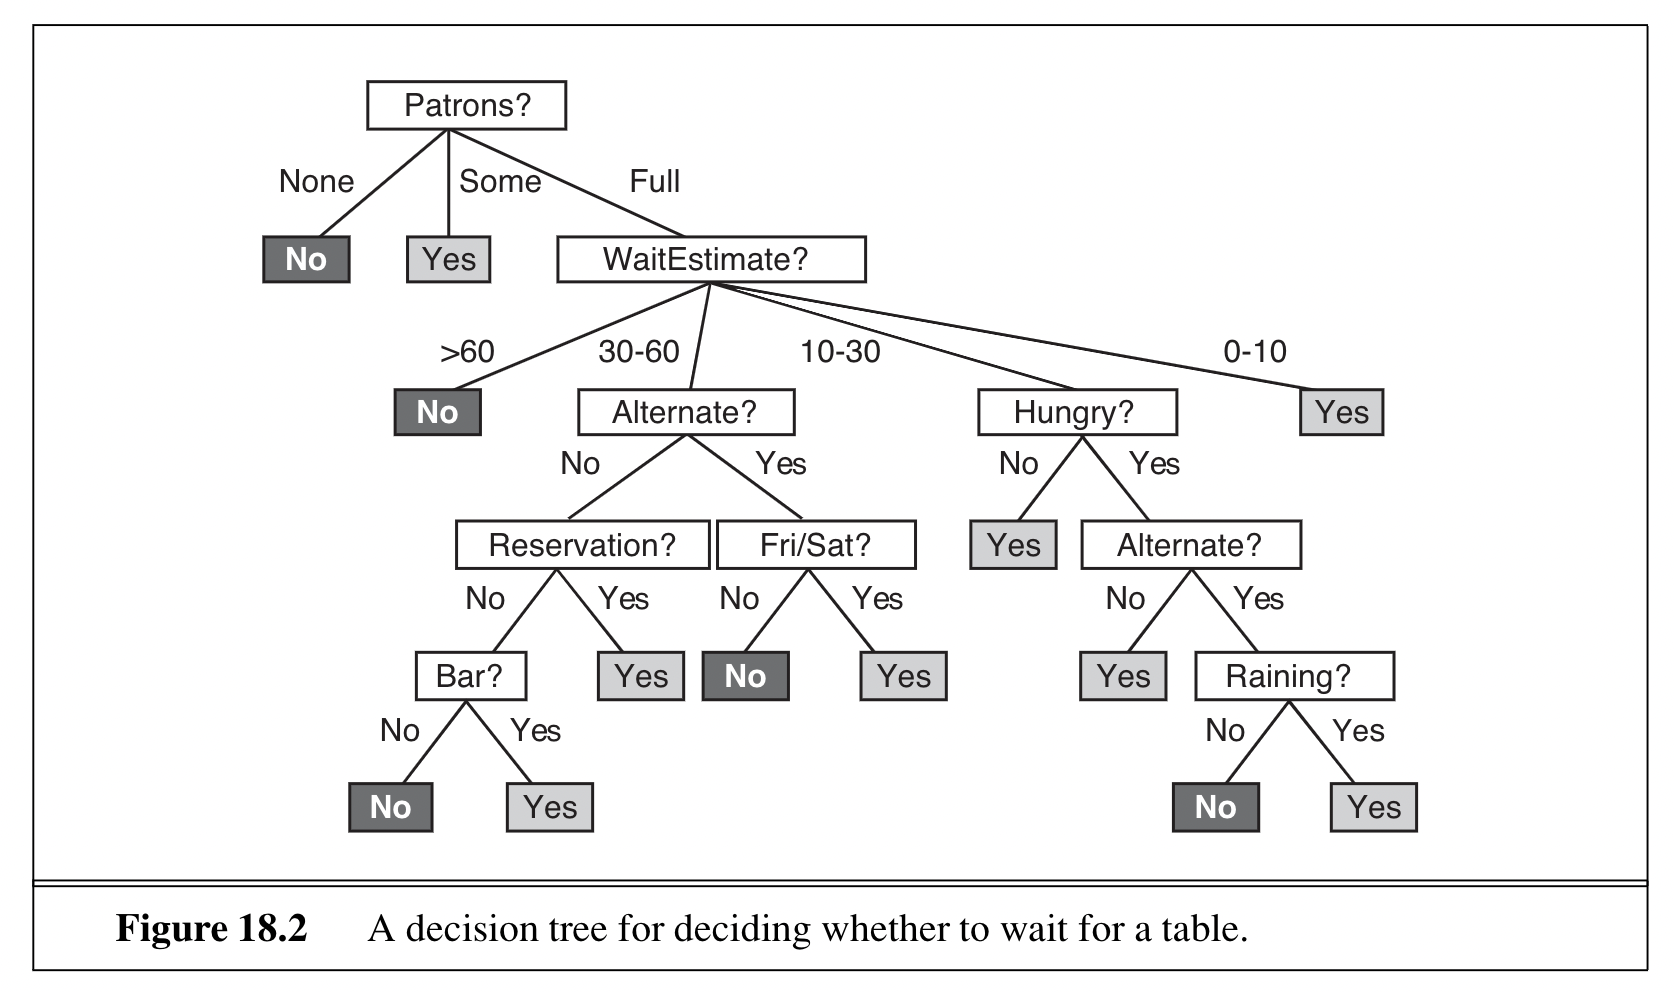 Patrons?
None Some Full
No Yes WaitEstimate?
>60 30-60 10-30 0-10
No Alternate? Hungry? Yes
No Yes No Yes
Reservation? Fri/Sat? Yes Alternate?
No Yes No Yes No Yes
Bar? Yes No Yes Yes Raining?
No Yes No Yes
No Yes No Yes
Figure 18.2 A decision tree for deciding whether to wait for a table.